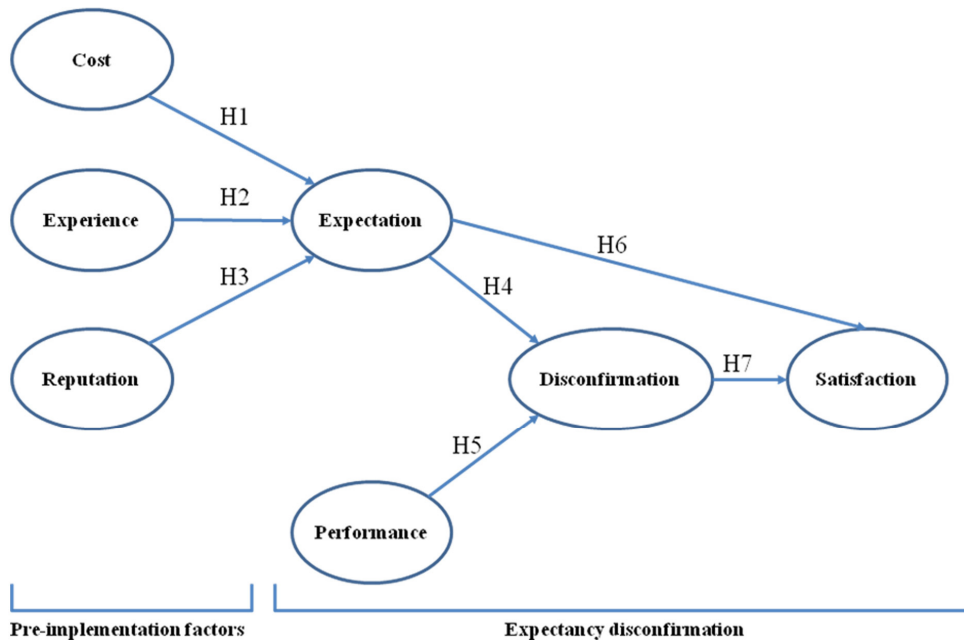 Cost
H1
Experience
H2
Expectation
H6
H3
H4
Reputation
Disconfirmation
H7
Satisfaction
H5
Performance
Pre-implementation factors
Expectancy disconfirmation